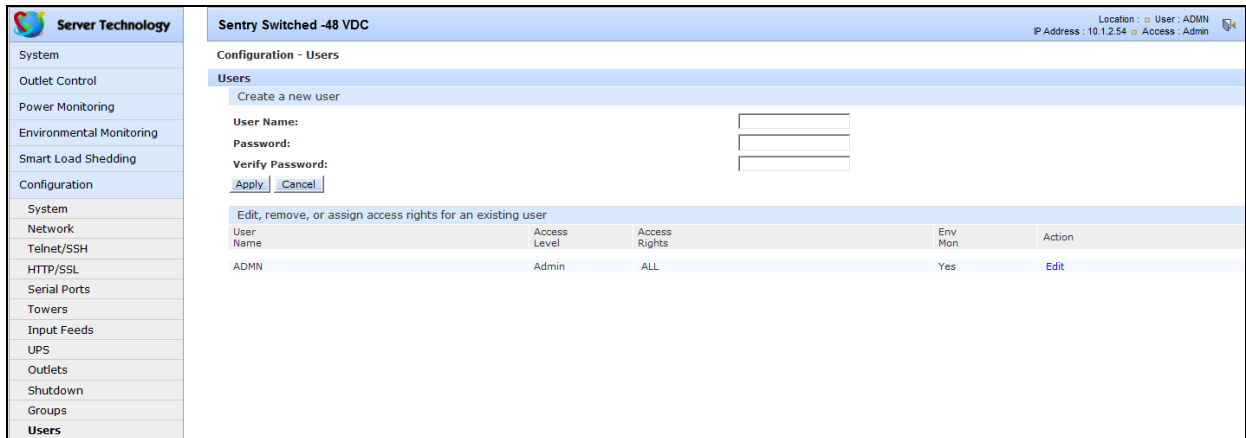 Server Technology
Sentry Switched -48 VDC
Location : User : ADMN
IP Address : 10.1.2.54 Access : Admin
System
Outlet Control
Power Monitoring
Environmental Monitoring
Smart Load Shedding
Configuration
System
Network
Telnet/SSH
HTTP/SSL
Serial Ports
Towers
Input Feeds
UPS
Outlets
Shutdown
Groups
Users
Configuration - Users
Users
Create a new user
User Name:
Password:
Verify Password:
Apply Cancel
Edit, remove, or assign access rights for an existing user
User Name Access Level Access Rights Env Mon Action
ADMN Admin ALL Yes Edit